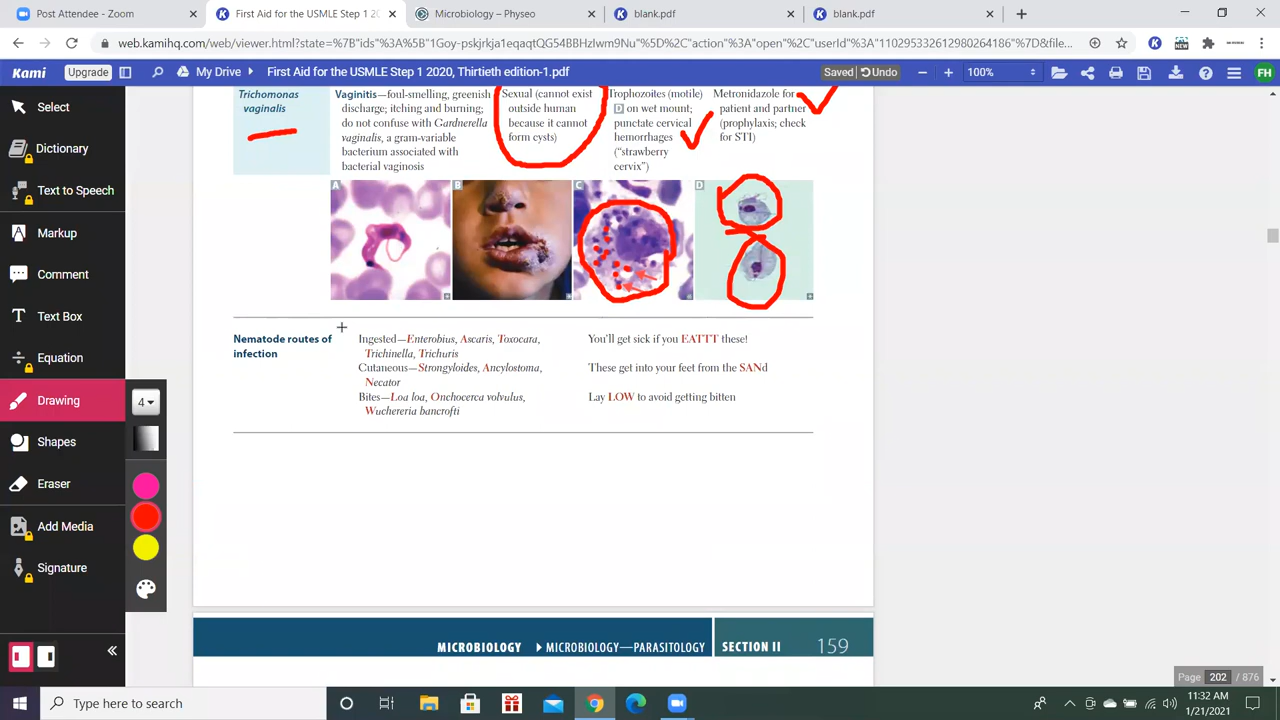 Post Attendee - Zoom
First Aid for the USMLE Step 1 20
Microbiology – Physeo
blank.pdf
blank.pdf
web.kamihq.com/web/viewer.html?state=%7B"ids"%3A%5B"1Goy-pskjkja1eqaqtQG54BBHzIwm9Nu"%5D%2C"action"%3A"open"%2C"userId"%3A"110295332612980264186"%7D&file...
Kami
Upgrade
My Drive
First Aid for the USMLE Step 1 2020, Thirtieth edition-1.pdf
Saved
Undo
100%
FH
Select
Dictionary
Text to Speech
Markup
Comment
Text Box
Equation
Drawing
Shapes
Eraser
Add Media
Signature
4
Trichomonas
vaginalis
Vaginitis—foul-smelling, greenish
discharge; itching and burning;
do not confuse with Gardnerella
vaginalis, a gram-variable
bacterium associated with
bacterial vaginosis
Sexual (cannot exist
outside human
because it cannot
form cysts)
Trophozoites (motile)
D on wet mount;
punctate cervical
hemorrhages
("strawberry
cervix")
Metronidazole for
patient and partner
(prophylaxis; check
for STI)
A
B
C
D
Nematode routes of
infection
Ingested—Enterobius, Ascaris, Toxocara,
Trichinella, Trichuris
Cutaneous—Strongyloides, Ancylostoma,
Necator
Bites—Loa loa, Onchocerca volvulus,
Wuchereria bancrofti
You'll get sick if you EATTT these!
These get into your feet from the SANd
Lay LOW to avoid getting bitten
MICROBIOLOGY
MICROBIOLOGY—PARASITOLOGY
SECTION II
159
Page 202 / 876
Type here to search
11:32 AM
1/21/2021